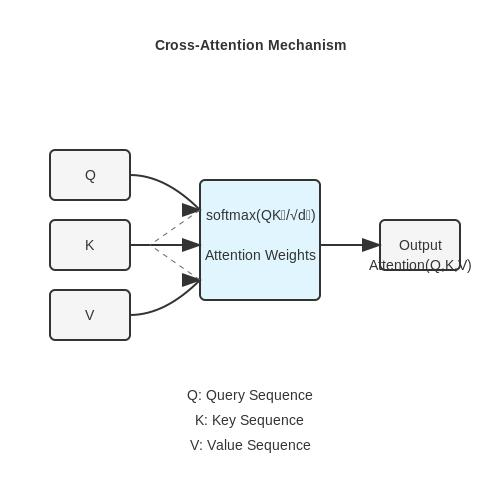 Cross-Attention Mechanism
Q
softmax(QK▯/√d▯)
K
Attention Weights
Output
Attention(Q,K,V)
V
Q: Query Sequence
K: Key Sequence
V: Value Sequence